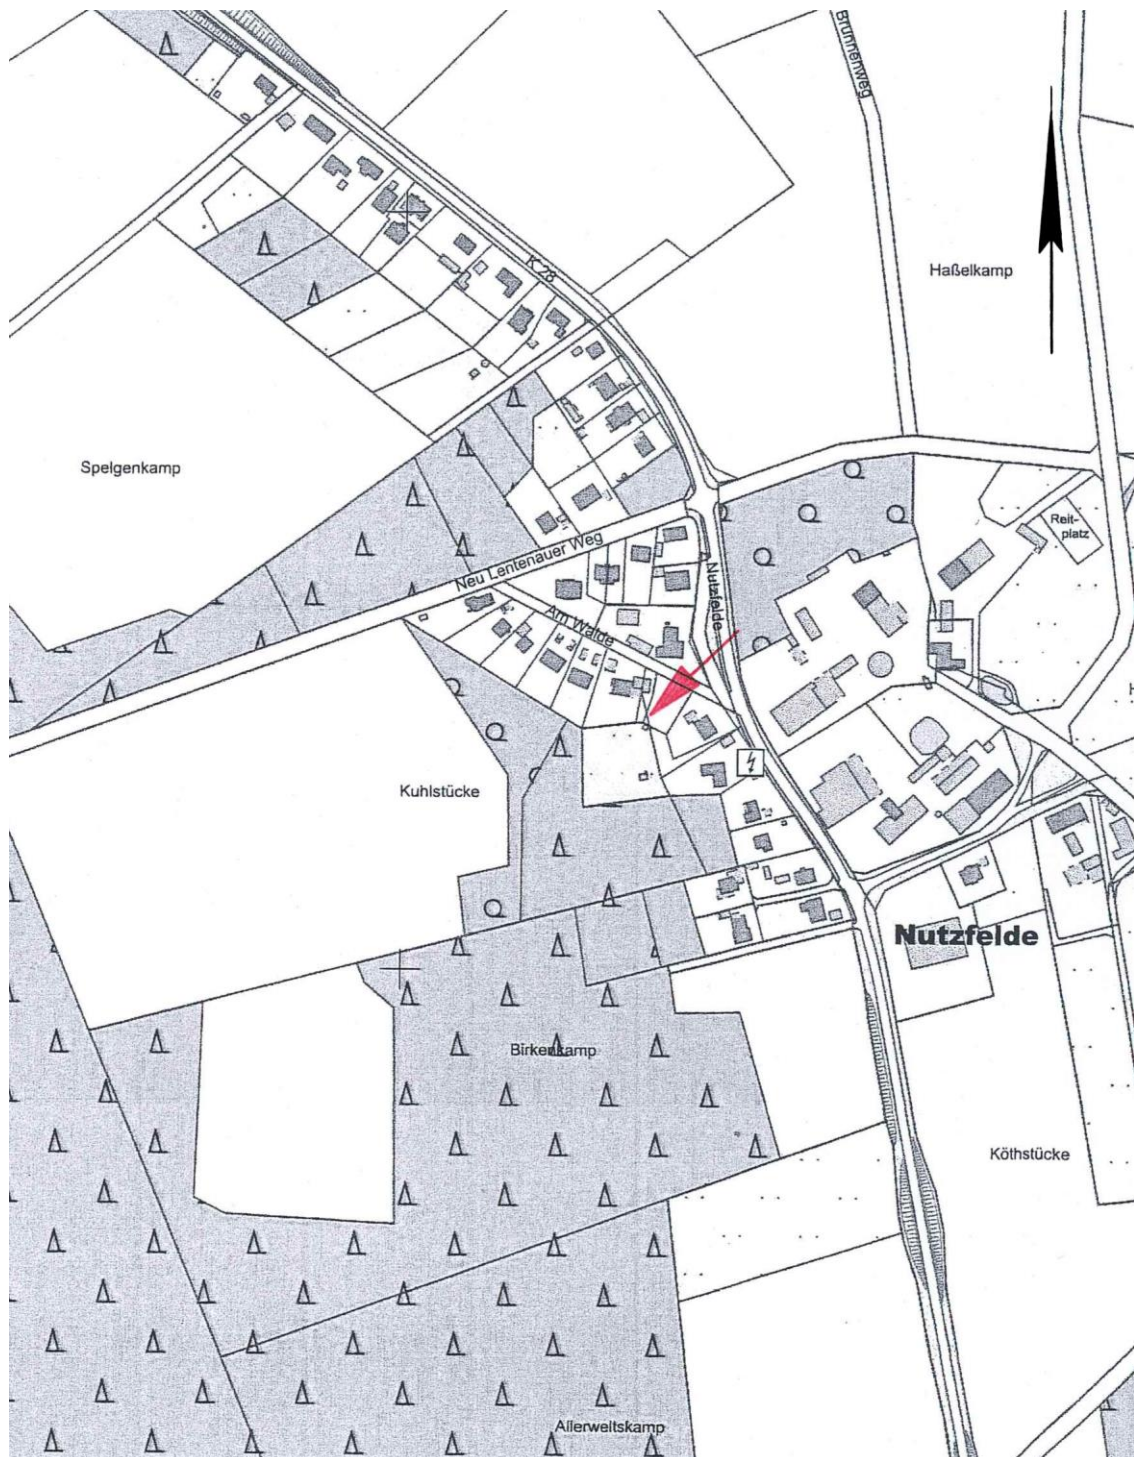 Brunnenweg
Haßelkamp
K 28
Spelgenkamp
Reit-
platz
Neu Lentenauer Weg
Nutzfelde
Am Walde
Kuhlstücke
Nutzfelde
Birkenkamp
Köthstücke
Allerweltskamp